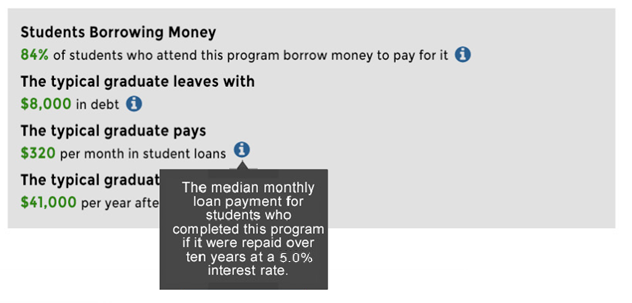 Students Borrowing Money
84% of students who attend this program borrow money to pay for it
The typical graduate leaves with
$8,000 in debt
The typical graduate pays
$320 per month in student loans
The typical graduat
$41,000 per year afte
The median monthly
loan payment for
students who
completed this program
if it were repaid over
ten years at a 5.0%
interest rate.